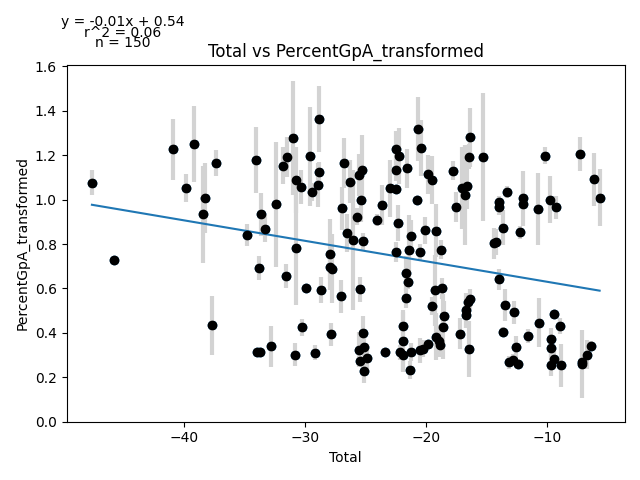 y = -0.01x + 0.54
r^2 = 0.06
n = 150
Total vs PercentGpA_transformed
1.6
1.4
1.2
1.0
0.8
0.6
0.4
0.2
0.0
PercentGpA_transformed
−40
−30
−20
−10
Total